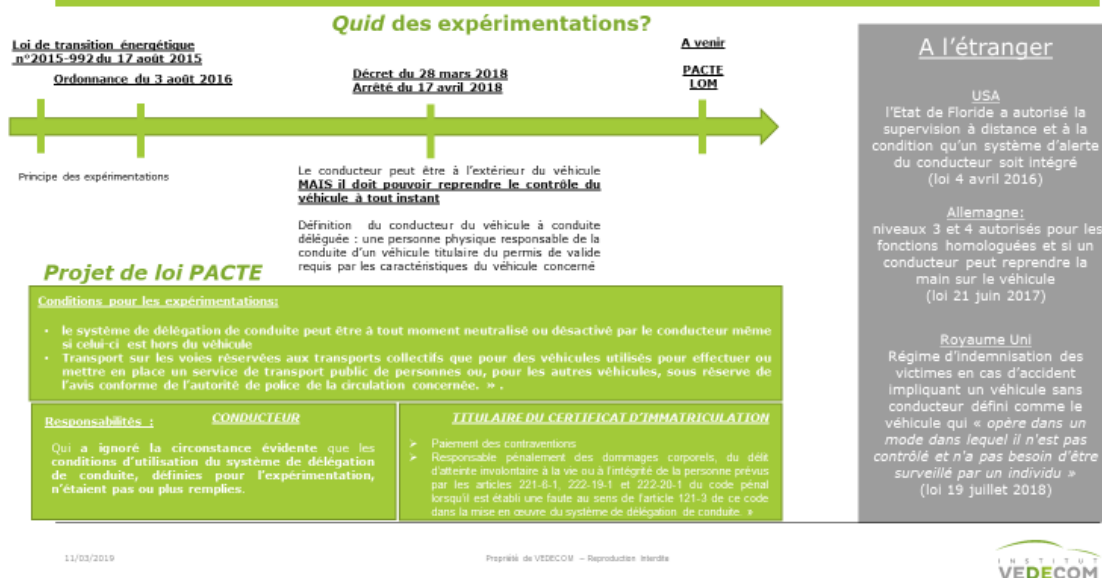 Quid des expérimentations?
Loi de transition énergétique
n°2015-992 du 17 août 2015
Ordonnance du 3 août 2016
Décret du 28 mars 2018
Arrêté du 17 avril 2018
A venir
PACTE
LOM
Principe des expérimentations
Le conducteur peut être à l'extérieur du véhicule
MAIS il doit pouvoir reprendre le contrôle du
véhicule à tout instant
Définition du conducteur du véhicule à conduite
déléguée : une personne physique responsable de la
conduite d'un véhicule titulaire du permis de valide
requis par les caractéristiques du véhicule concerné
Projet de loi PACTE
Conditions pour les expérimentations:
• le système de délégation de conduite peut être à tout moment neutralisé ou désactivé par le conducteur même
si celui-ci est hors du véhicule
• Transport sur les voies réservées aux transports collectifs que pour des véhicules utilisés pour effectuer ou
mettre en place un service de transport public de personnes ou, pour les autres véhicules, sous réserve de
l'avis conforme de l'autorité de police de la circulation concernée. » .
Responsabilités : CONDUCTEUR
Qui a ignoré la circonstance évidente que les
conditions d'utilisation du système de délégation
de conduite, définies pour l'expérimentation,
n'étaient pas ou plus remplies.
TITULAIRE DU CERTIFICAT D'IMMATRICULATION
➢ Paiement des contraventions
➢ Responsable pénalement des dommages corporels, du délit
d'atteinte involontaire à la vie ou à l'intégrité de la personne prévus
par les articles 221-6-1, 222-19-1 et 222-20-1 du code pénal
lorsqu'il est établi une faute au sens de l'article 121-3 de ce code
dans la mise en œuvre du système de délégation de conduite. »
A l'étranger
USA
l'Etat de Floride a autorisé la
supervision à distance et à la
condition qu'un système d'alerte
du conducteur soit intégré
(loi 4 avril 2016)
Allemagne:
niveaux 3 et 4 autorisés pour les
fonctions homologuées et si un
conducteur peut reprendre la
main sur le véhicule
(loi 21 juin 2017)
Royaume Uni
Régime d'indemnisation des
victimes en cas d'accident
impliquant un véhicule sans
conducteur défini comme le
véhicule qui « opère dans un
mode dans lequel il n'est pas
contrôlé et n'a pas besoin d'être
surveillé par un individu »
(loi 19 juillet 2018)
11/03/2019
Propriété de VEDECOM – Reproduction interdite
INSTITUT
VEDECOM